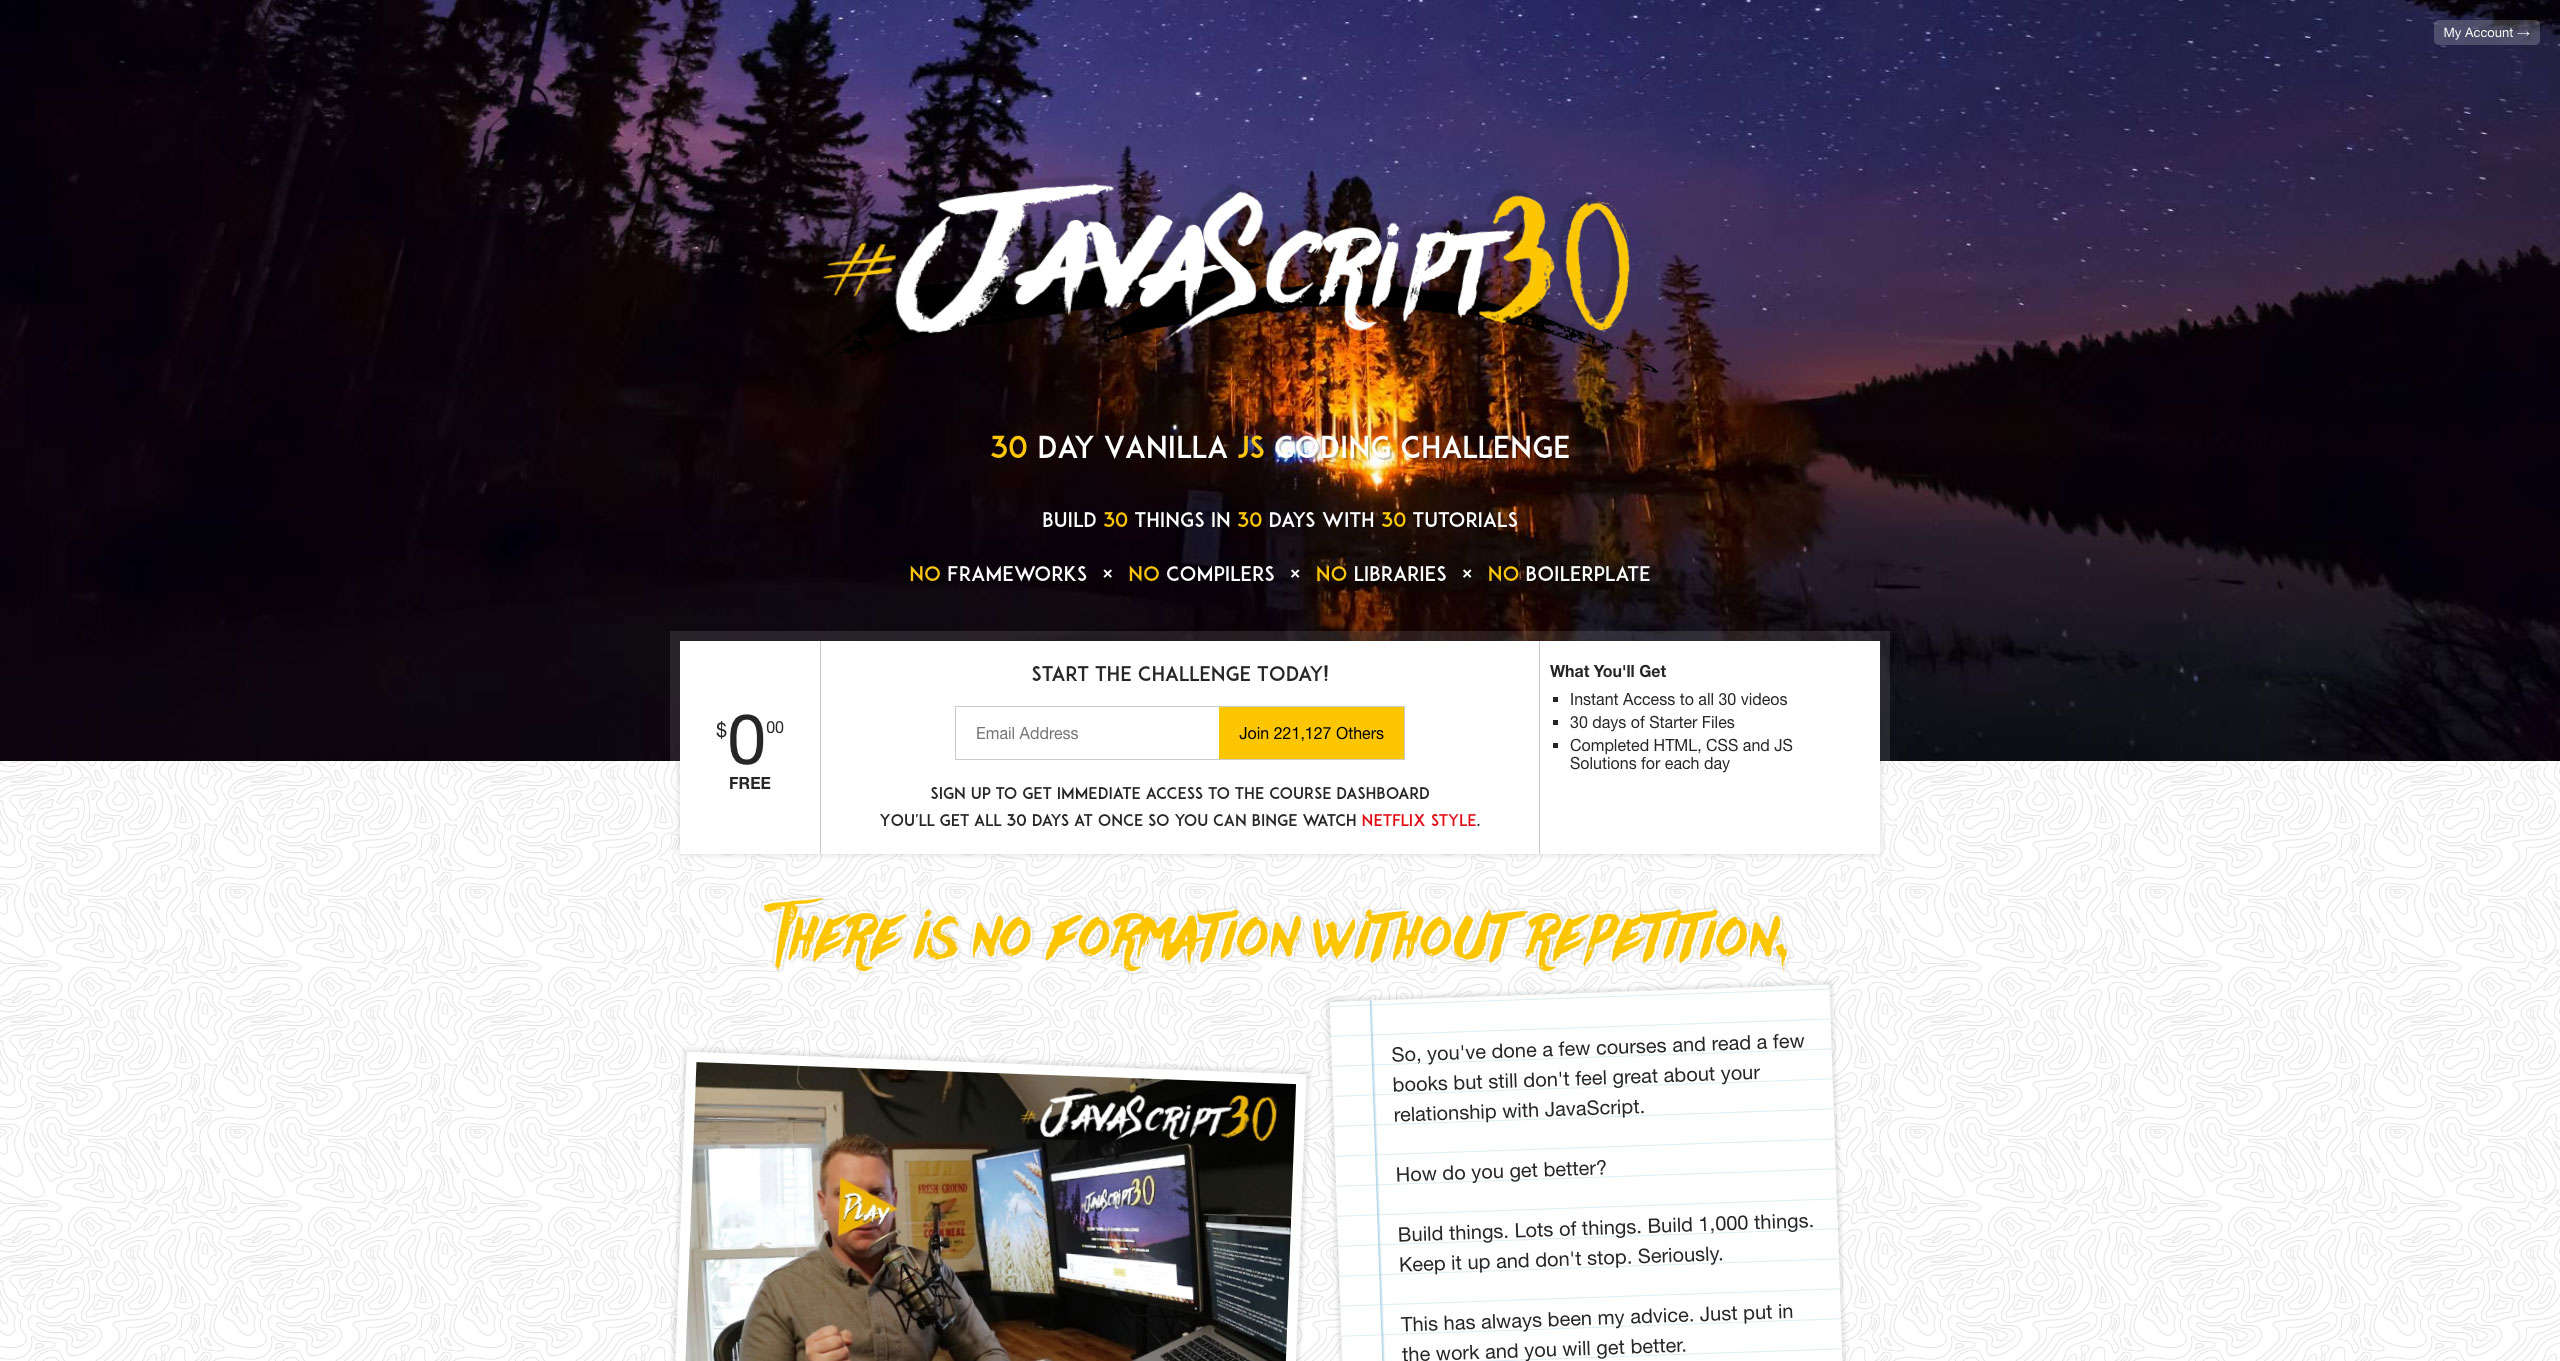 My Account →
#JavaScript30
30 DAY VANILLA JS CODING CHALLENGE
BUILD 30 THINGS IN 30 DAYS WITH 30 TUTORIALS
NO FRAMEWORKS × NO COMPILERS × NO LIBRARIES × NO BOILERPLATE
$0 00
FREE
START THE CHALLENGE TODAY!
Email Address
Join 221,127 Others
SIGN UP TO GET IMMEDIATE ACCESS TO THE COURSE DASHBOARD
YOU'LL GET ALL 30 DAYS AT ONCE SO YOU CAN BINGE WATCH NETFLIX STYLE.
What You'll Get
▪ Instant Access to all 30 videos
▪ 30 days of Starter Files
▪ Completed HTML, CSS and JS
Solutions for each day
There is no formation without repetition,
#JavaScript30
FRESH GROUND
JavaScript30
Play
So, you've done a few courses and read a few
books but still don't feel great about your
relationship with JavaScript.
How do you get better?
Build things. Lots of things. Build 1,000 things.
Keep it up and don't stop. Seriously.
This has always been my advice. Just put in
the work and you will get better.